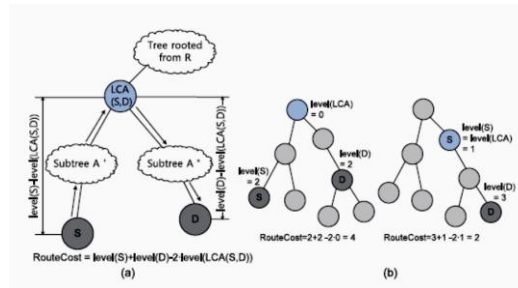 Tree rooted
from R
LCA
(S,D)
level(S)-level(LCA(S,D))
Subtree A '
Subtree A '
level(D)-level(LCA(S,D))
S
D
RouteCost = level(S)+level(D)-2·level(LCA(S,D))
(a)
level(LCA)
= 0
level(S)
= 2
S
level(D)
= 2
D
RouteCost=2+2 -2·0 = 4
level(S)
= level(LCA)
= 1
S
level(D)
= 3
D
RouteCost=3+1 -2·1 = 2
(b)